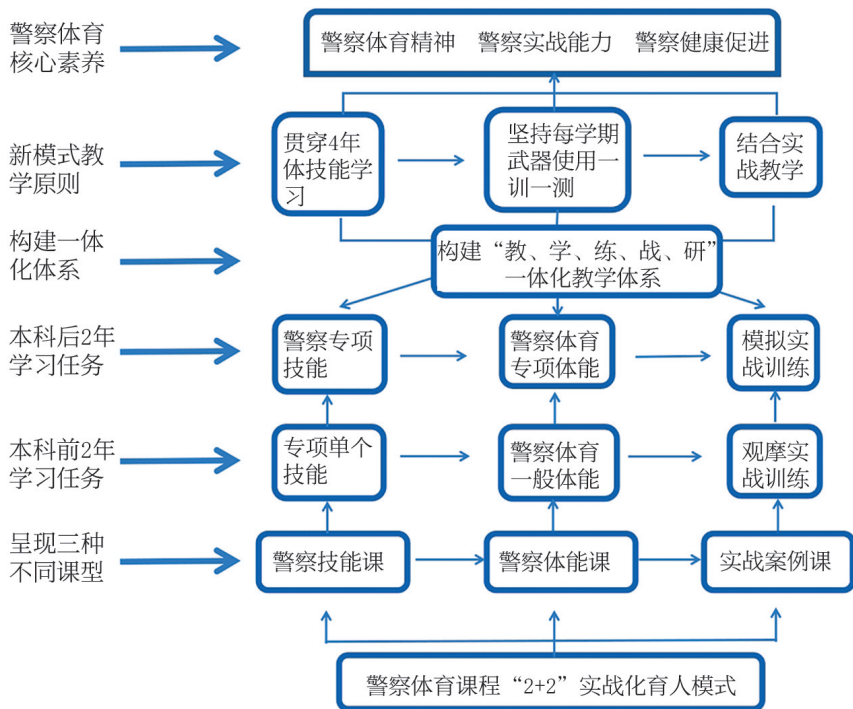 警察体育
核心素养
警察体育精神 警察实战能力 警察健康促进
新模式教
学原则
贯穿4年
体技能学
习
坚持每学期
武器使用一
训一测
结合实
战教学
构建一体
化体系
构建“教、学、练、战、研”
一体化教学体系
本科后2年
学习任务
警察专项
技能
警察体育
专项体能
模拟实
战训练
本科前2年
学习任务
专项单个
技能
警察体育
一般体能
观摩实
战训练
呈现三种
不同课型
警察技能课
警察体能课
实战案例课
警察体育课程“2+2”实战化育人模式